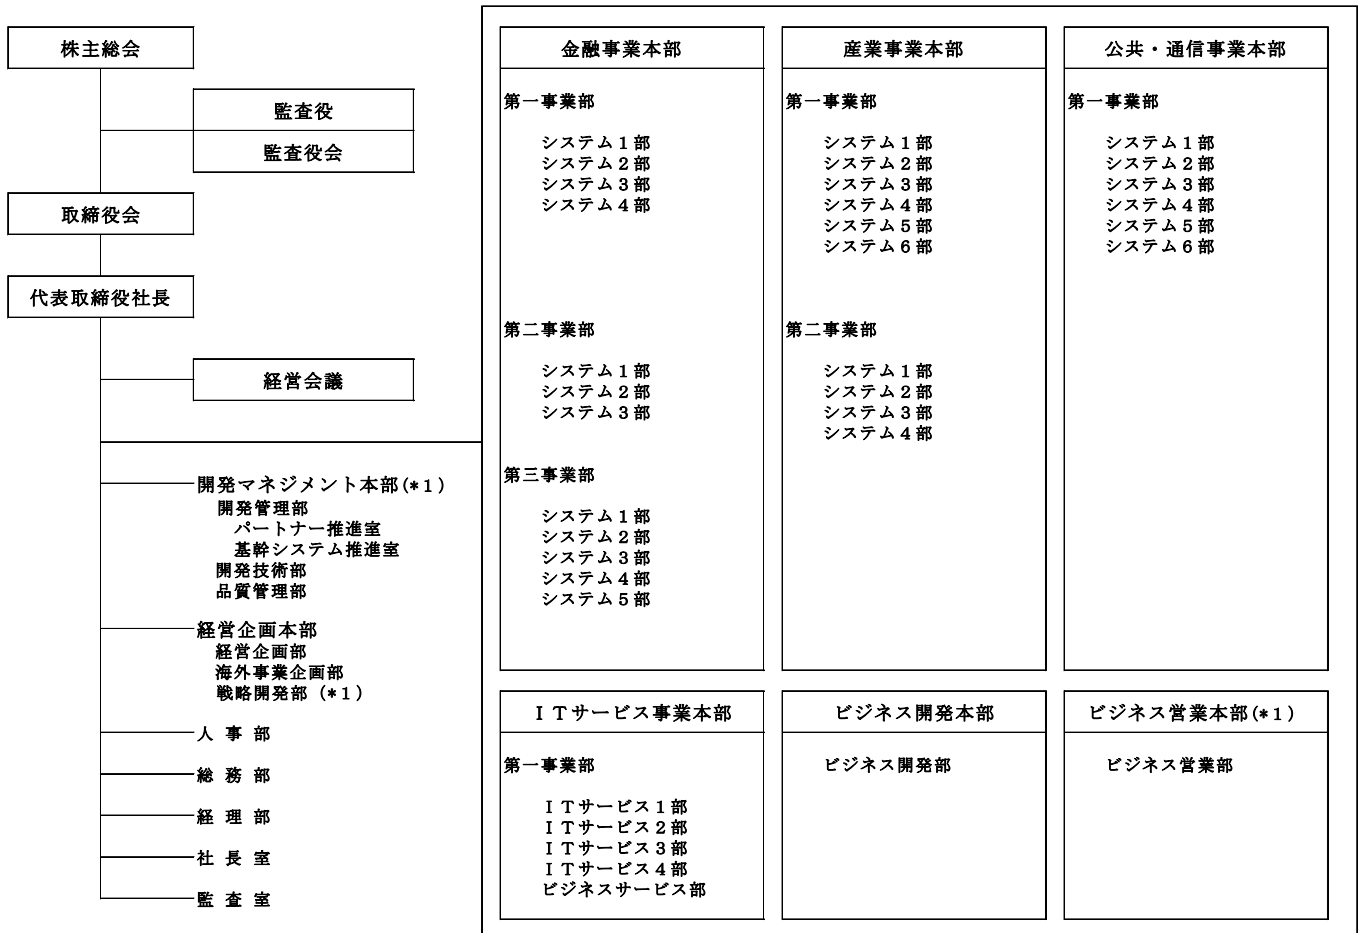 株主総会
監査役
監査役会
取締役会
代表取締役社長
経営会議
開発マネジメント本部(*1)
開発管理部
パートナー推進室
基幹システム推進室
開発技術部
品質管理部
経営企画本部
経営企画部
海外事業企画部
戦略開発部 (*1)
人 事 部
総 務 部
経 理 部
社 長 室
監 査 室
金融事業本部
第一事業部
システム1部
システム2部
システム3部
システム4部
第二事業部
システム1部
システム2部
システム3部
第三事業部
システム1部
システム2部
システム3部
システム4部
システム5部
産業事業本部
第一事業部
システム1部
システム2部
システム3部
システム4部
システム5部
システム6部
第二事業部
システム1部
システム2部
システム3部
システム4部
公共・通信事業本部
第一事業部
システム1部
システム2部
システム3部
システム4部
システム5部
システム6部
ITサービス事業本部
第一事業部
ITサービス1部
ITサービス2部
ITサービス3部
ITサービス4部
ビジネスサービス部
ビジネス開発本部
ビジネス開発部
ビジネス営業本部(*1)
ビジネス営業部